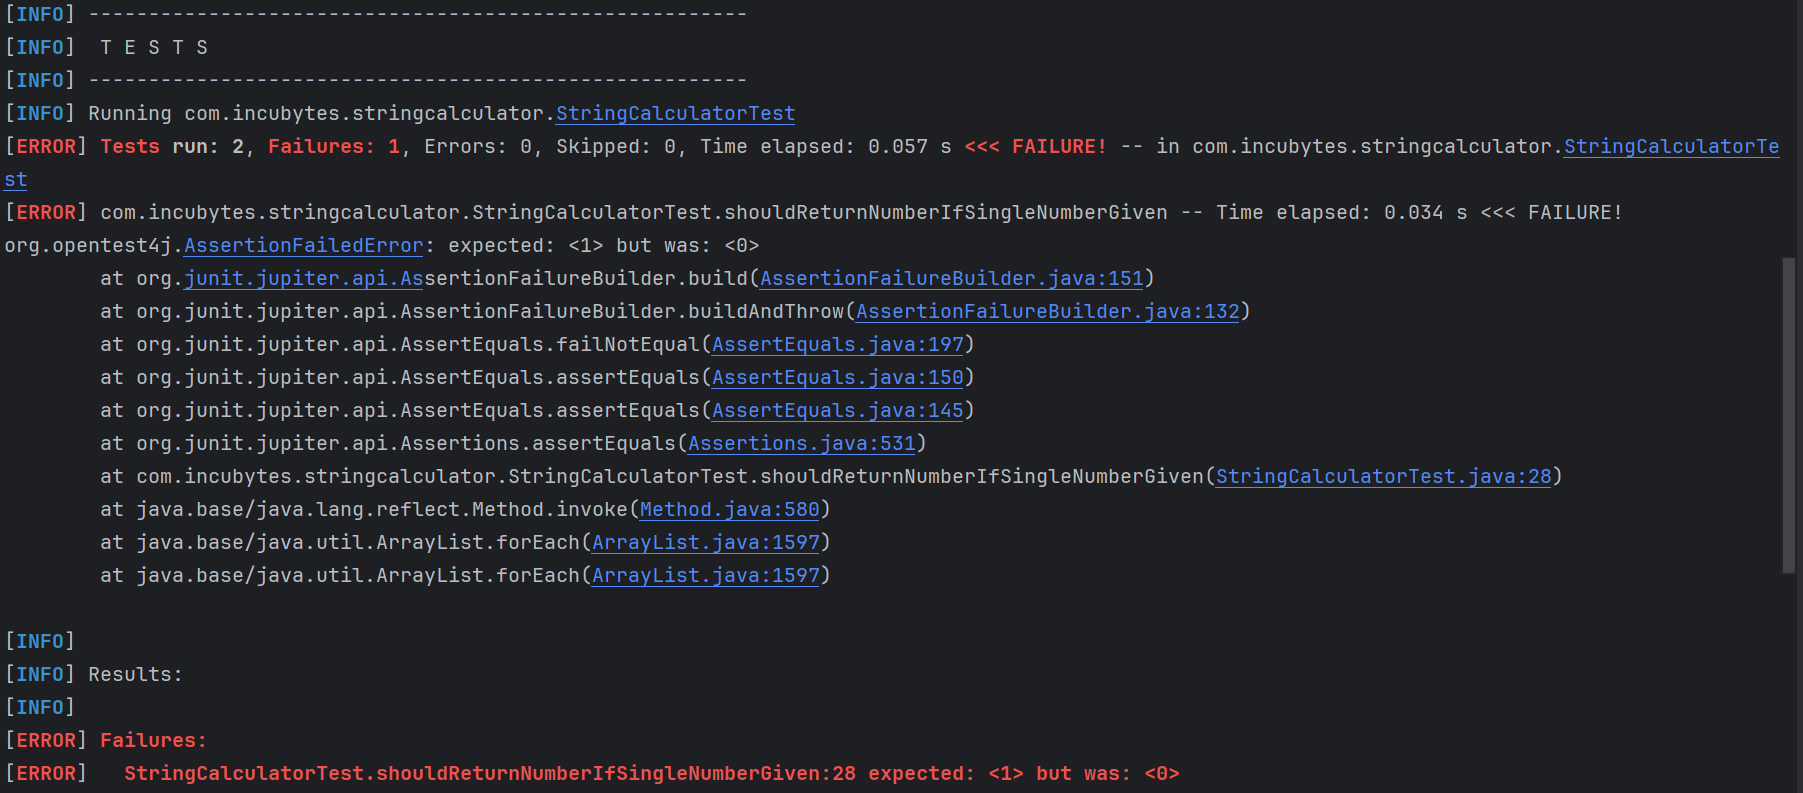 [INFO] -------------------------------------------------------
[INFO]  T E S T S
[INFO] -------------------------------------------------------
[INFO] Running com.incubytes.stringcalculator.StringCalculatorTest
[ERROR] Tests run: 2, Failures: 1, Errors: 0, Skipped: 0, Time elapsed: 0.057 s <<< FAILURE! -- in com.incubytes.stringcalculator.StringCalculatorTe
st
[ERROR] com.incubytes.stringcalculator.StringCalculatorTest.shouldReturnNumberIfSingleNumberGiven -- Time elapsed: 0.034 s <<< FAILURE!
org.opentest4j.AssertionFailedError: expected: <1> but was: <0>
        at org.junit.jupiter.api.AssertionFailureBuilder.build(AssertionFailureBuilder.java:151)
        at org.junit.jupiter.api.AssertionFailureBuilder.buildAndThrow(AssertionFailureBuilder.java:132)
        at org.junit.jupiter.api.AssertEquals.failNotEqual(AssertEquals.java:197)
        at org.junit.jupiter.api.AssertEquals.assertEquals(AssertEquals.java:150)
        at org.junit.jupiter.api.AssertEquals.assertEquals(AssertEquals.java:145)
        at org.junit.jupiter.api.Assertions.assertEquals(Assertions.java:531)
        at com.incubytes.stringcalculator.StringCalculatorTest.shouldReturnNumberIfSingleNumberGiven(StringCalculatorTest.java:28)
        at java.base/java.lang.reflect.Method.invoke(Method.java:580)
        at java.base/java.util.ArrayList.forEach(ArrayList.java:1597)
        at java.base/java.util.ArrayList.forEach(ArrayList.java:1597)

[INFO]
[INFO] Results:
[INFO]
[ERROR] Failures:
[ERROR]   StringCalculatorTest.shouldReturnNumberIfSingleNumberGiven:28 expected: <1> but was: <0>